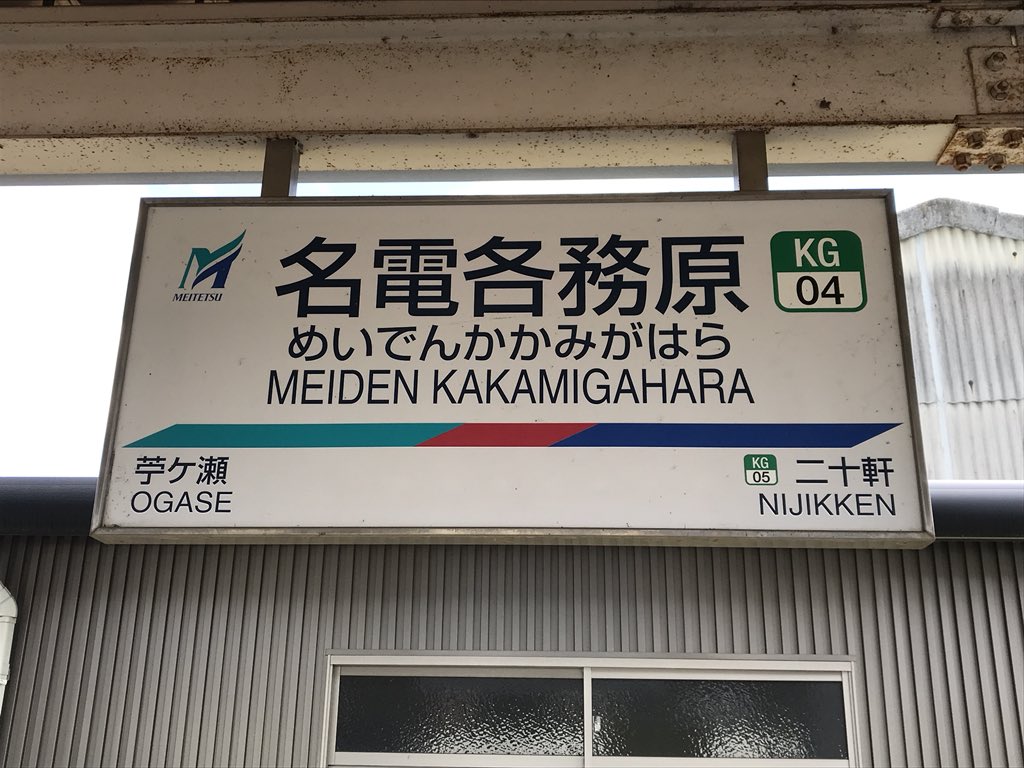 MEITETSU
名電各務原
KG
04
めいでんかかみがはら
MEIDEN KAKAMIGAHARA
苧ケ瀬
OGASE
KG
05
二十軒
NIJIKKEN